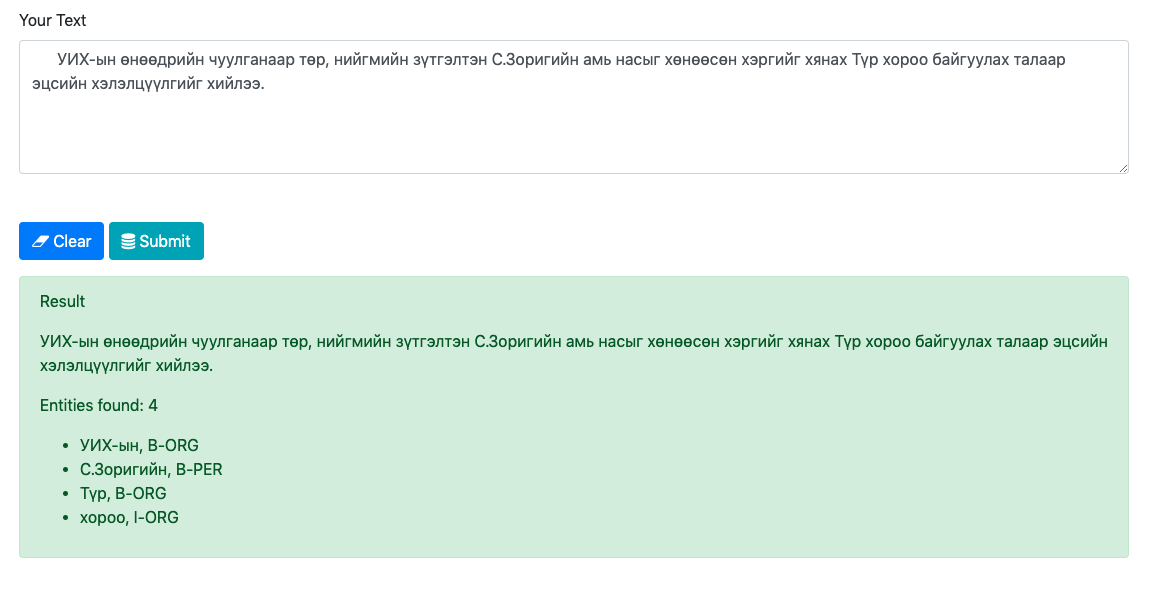 Your Text
УИХ-ын өнөөдрийн чуулганаар төр, нийгмийн зүтгэлтэн С.Зоригийн амь насыг хөнөөсөн хэргийг хянах Түр хороо байгуулах талаар
эцсийн хэлэлцүүлгийг хийлээ.
Clear Submit
Result
УИХ-ын өнөөдрийн чуулганаар төр, нийгмийн зүтгэлтэн С.Зоригийн амь насыг хөнөөсөн хэргийг хянах Түр хороо байгуулах талаар эцсийн
хэлэлцүүлгийг хийлээ.
Entities found: 4
• УИХ-ын, B-ORG
• С.Зоригийн, B-PER
• Түр, B-ORG
• хороо, I-ORG